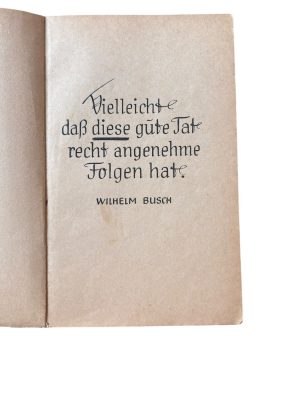 Vielleicht
daß diese gute Tat
recht angenehme
Folgen hat.
WILHELM BUSCH